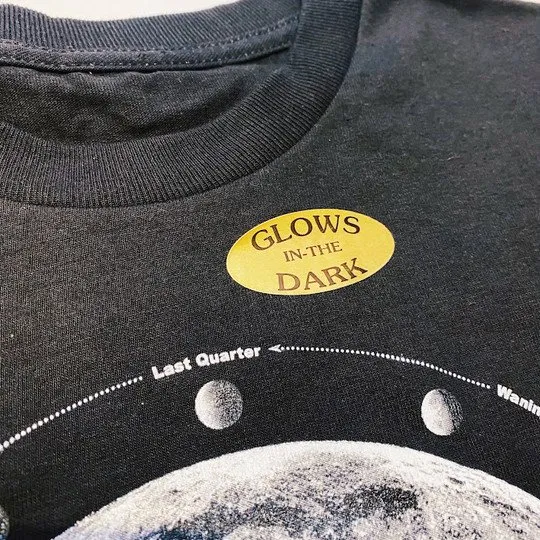 GLOWS
IN-THE
DARK
Last Quarter